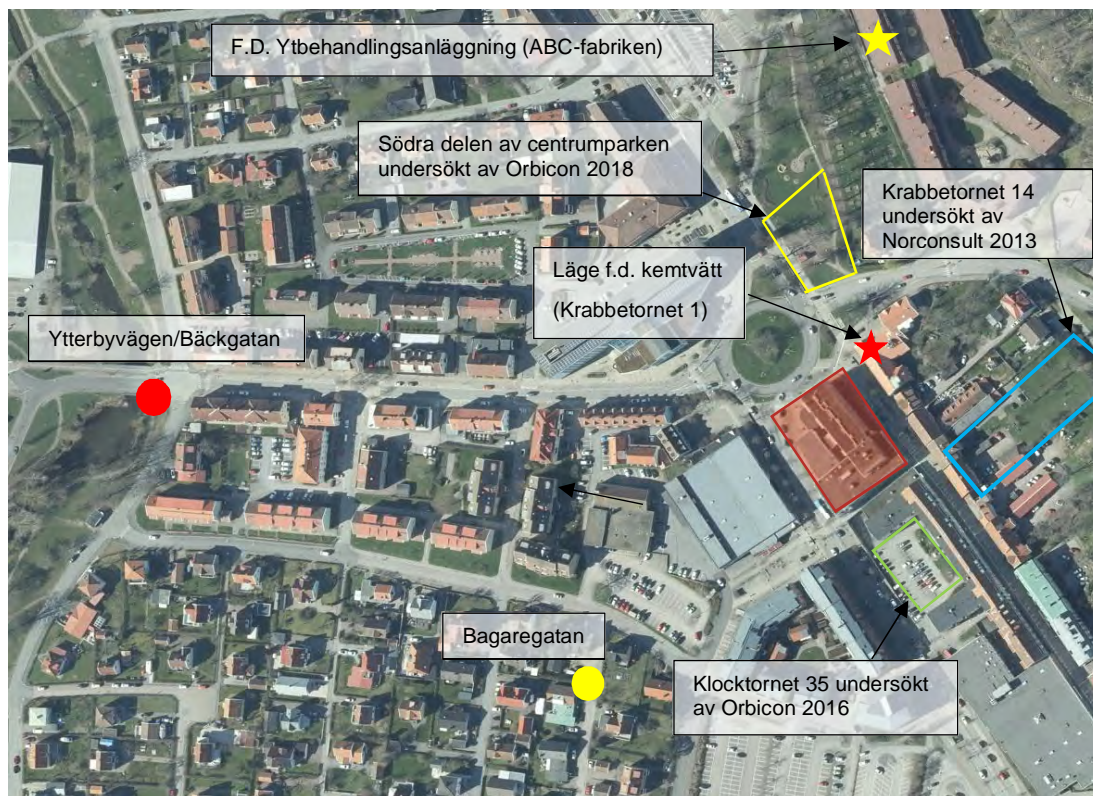 F.D. Ytbehandlingsanläggning (ABC-fabriken)
Södra delen av centrumparken
undersökt av Orbicon 2018
Krabbetornet 14
undersökt av
Norconsult 2013
Läge f.d. kemtvätt
(Krabbetornet 1)
Ytterbyvägen/Bäckgatan
Bagaregatan
Klocktornet 35 undersökt
av Orbicon 2016